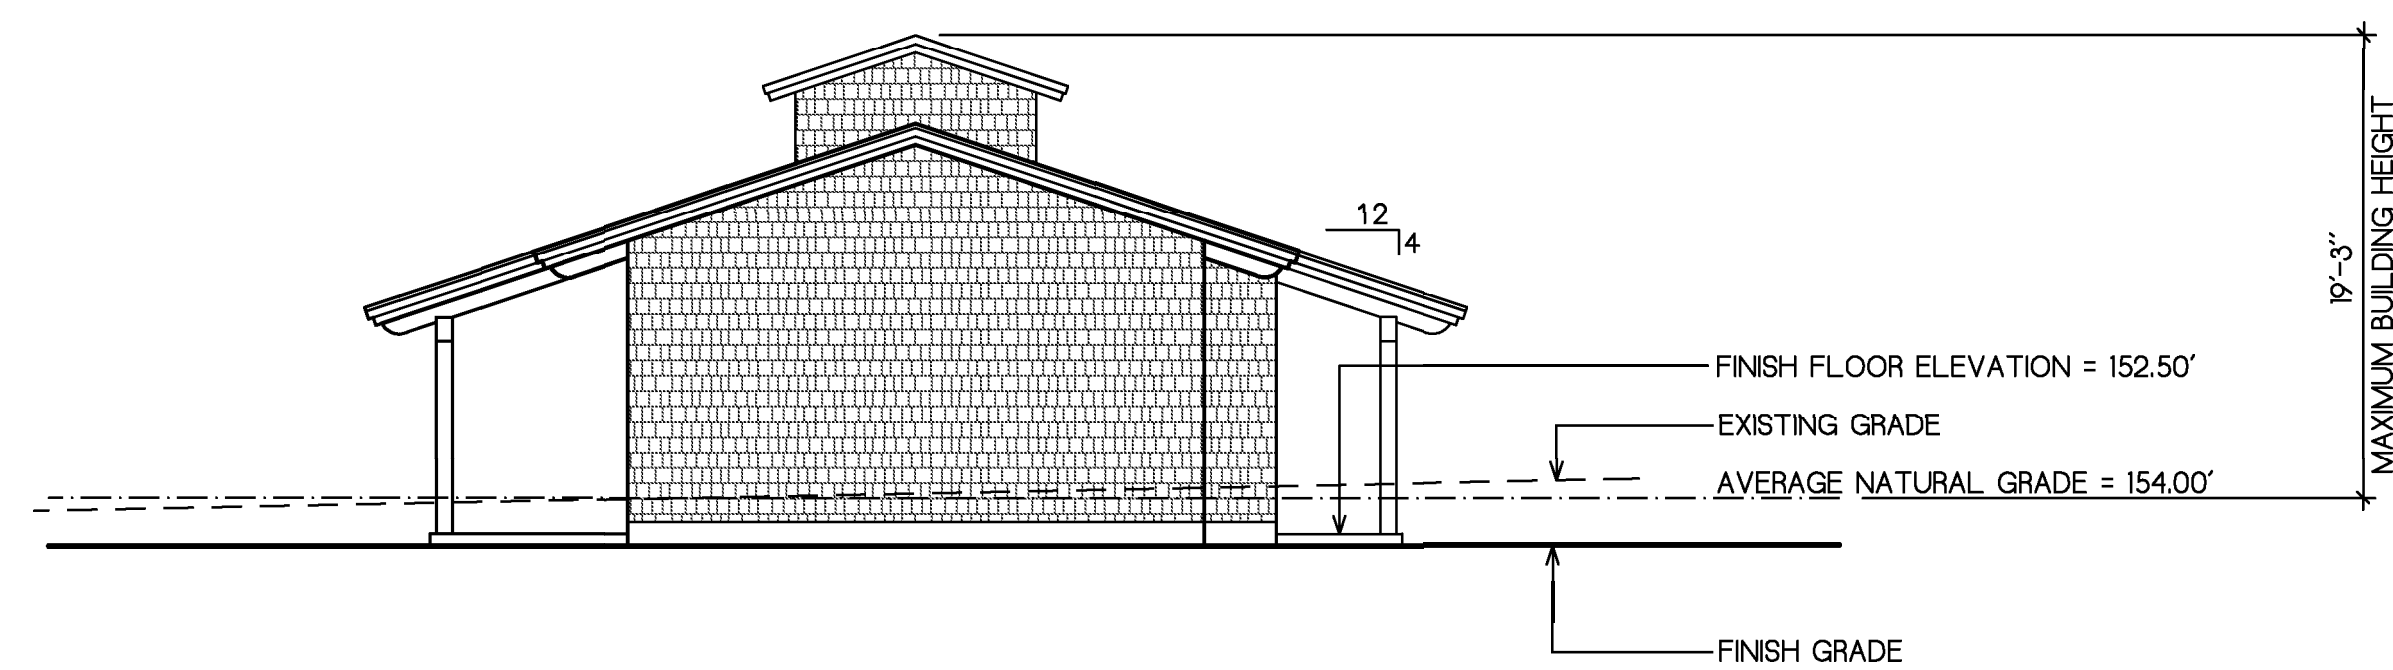 12
4
19'-3"
MAXIMUM BUILDING HEIGHT
FINISH FLOOR ELEVATION = 152.50'
EXISTING GRADE
AVERAGE NATURAL GRADE = 154.00'
FINISH GRADE